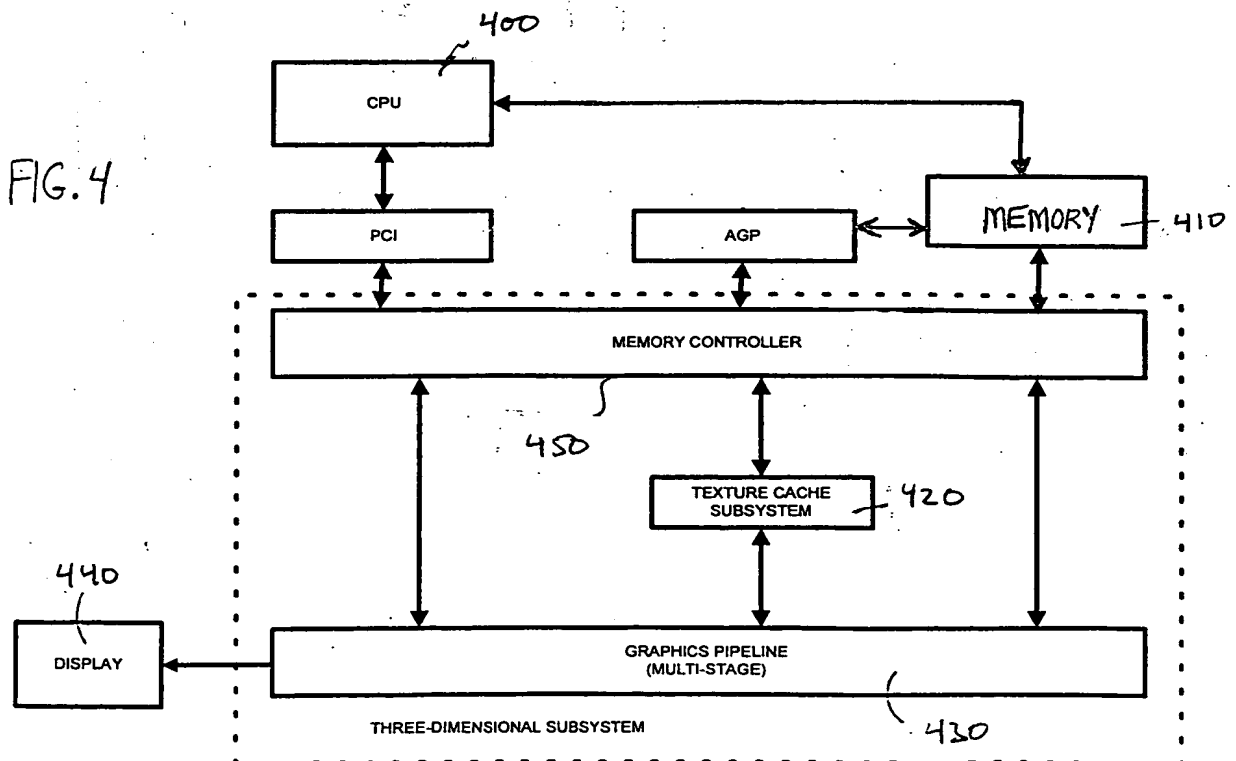 400
CPU
FIG. 4
PCI
AGP
MEMORY
410
MEMORY CONTROLLER
450
TEXTURE CACHE
SUBSYSTEM
420
440
DISPLAY
GRAPHICS PIPELINE
(MULTI-STAGE)
THREE-DIMENSIONAL SUBSYSTEM
430